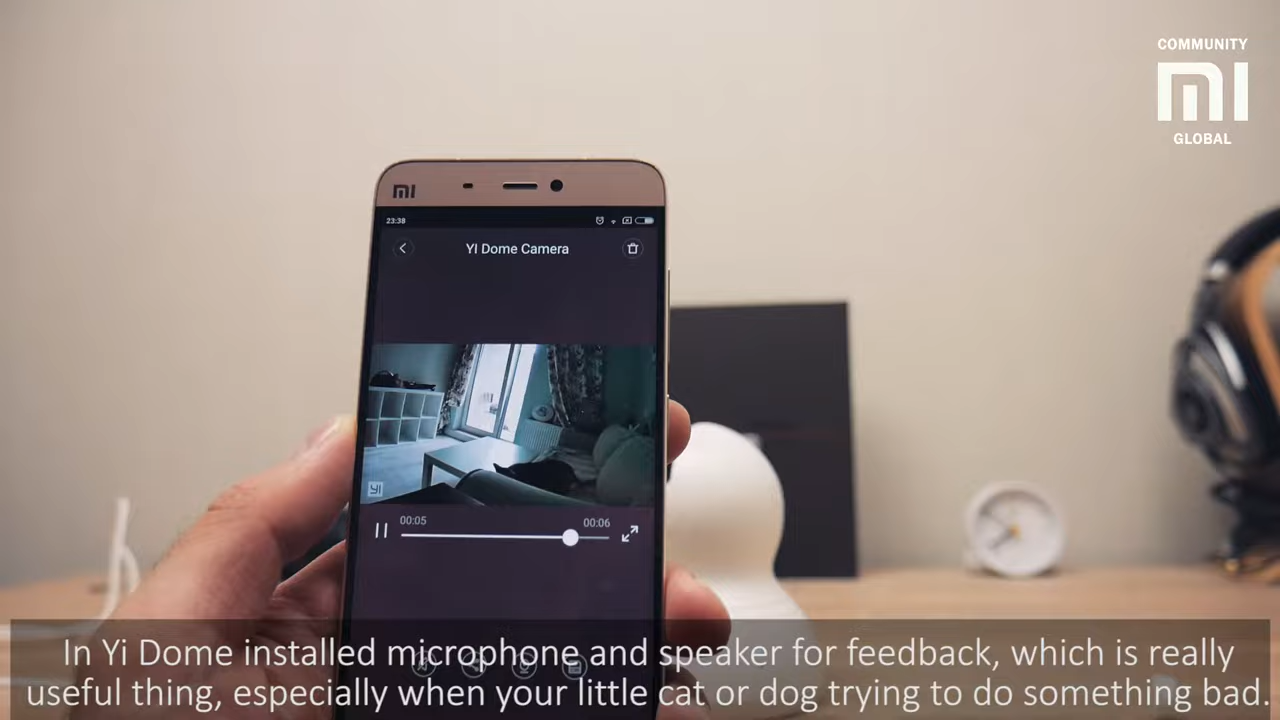 COMMUNITY
MI
GLOBAL
MI
23:38
YI Dome Camera
YI
00:05
00:06
In Yi Dome installed microphone and speaker for feedback, which is really
useful thing, especially when your little cat or dog trying to do something bad.